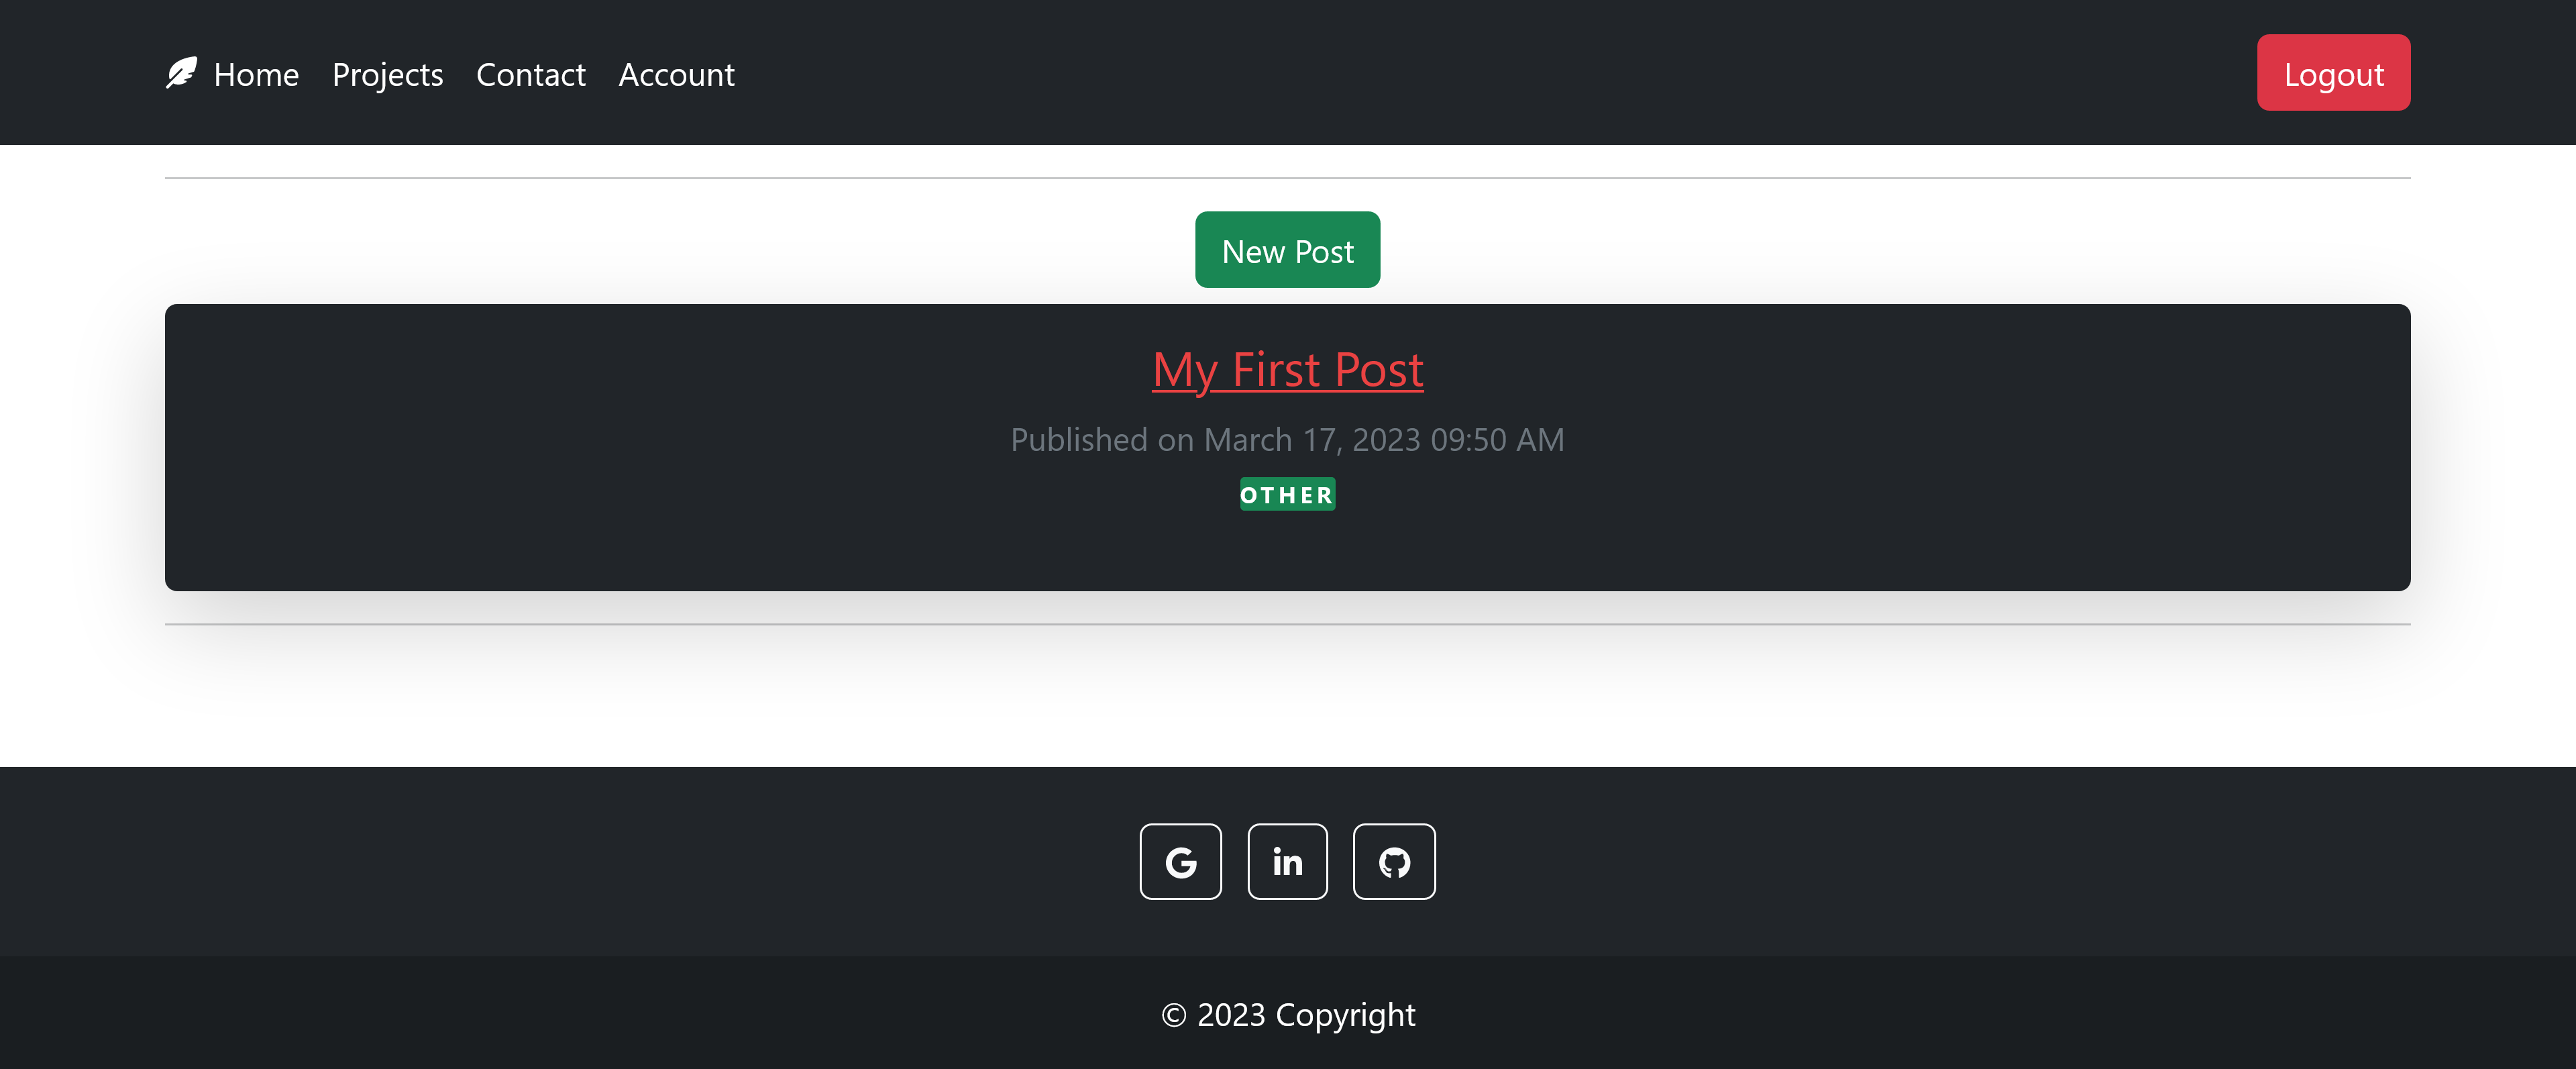 Home Projects Contact Account Logout
New Post
My First Post
Published on March 17, 2023 09:50 AM
OTHER
G in
© 2023 Copyright